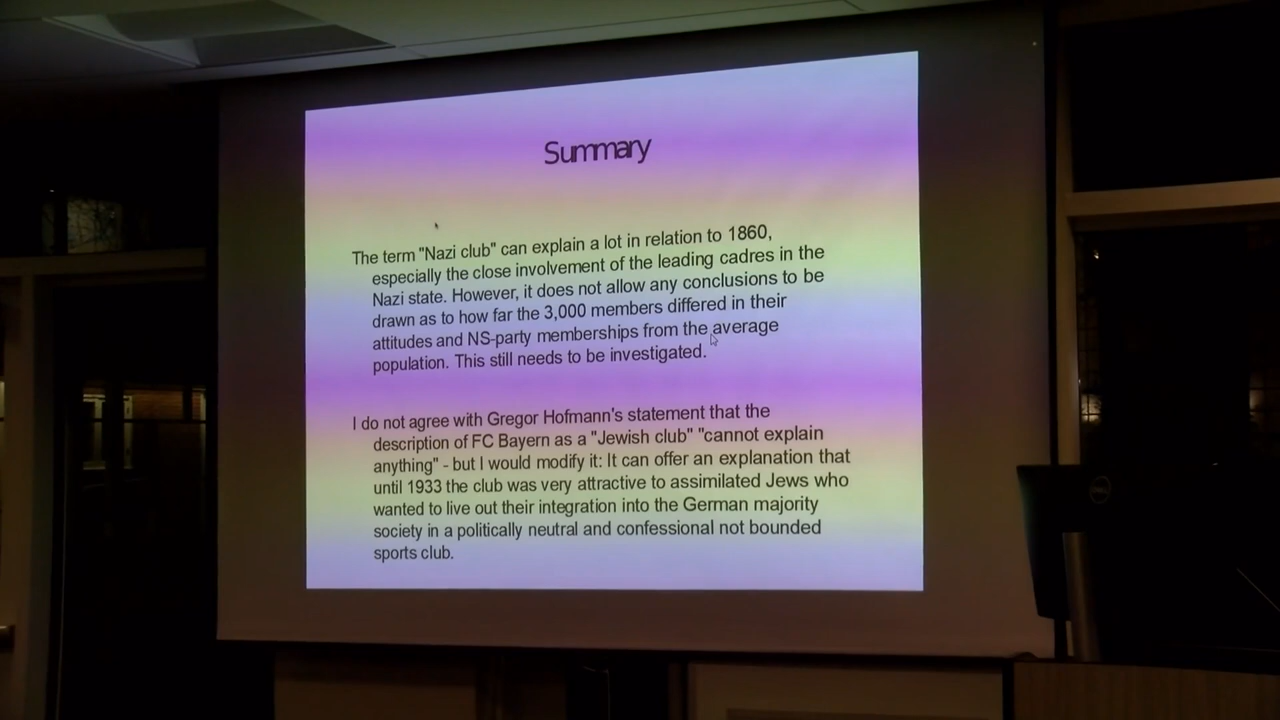 Summary
The term "Nazi club" can explain a lot in relation to 1860,
especially the close involvement of the leading cadres in the
Nazi state. However, it does not allow any conclusions to be
drawn as to how far the 3,000 members differed in their
attitudes and NS-party memberships from the average
population. This still needs to be investigated.
I do not agree with Gregor Hofmann's statement that the
description of FC Bayern as a "Jewish club" "cannot explain
anything" - but I would modify it: It can offer an explanation that
until 1933 the club was very attractive to assimilated Jews who
wanted to live out their integration into the German majority
society in a politically neutral and confessional not bounded
sports club.
DELL